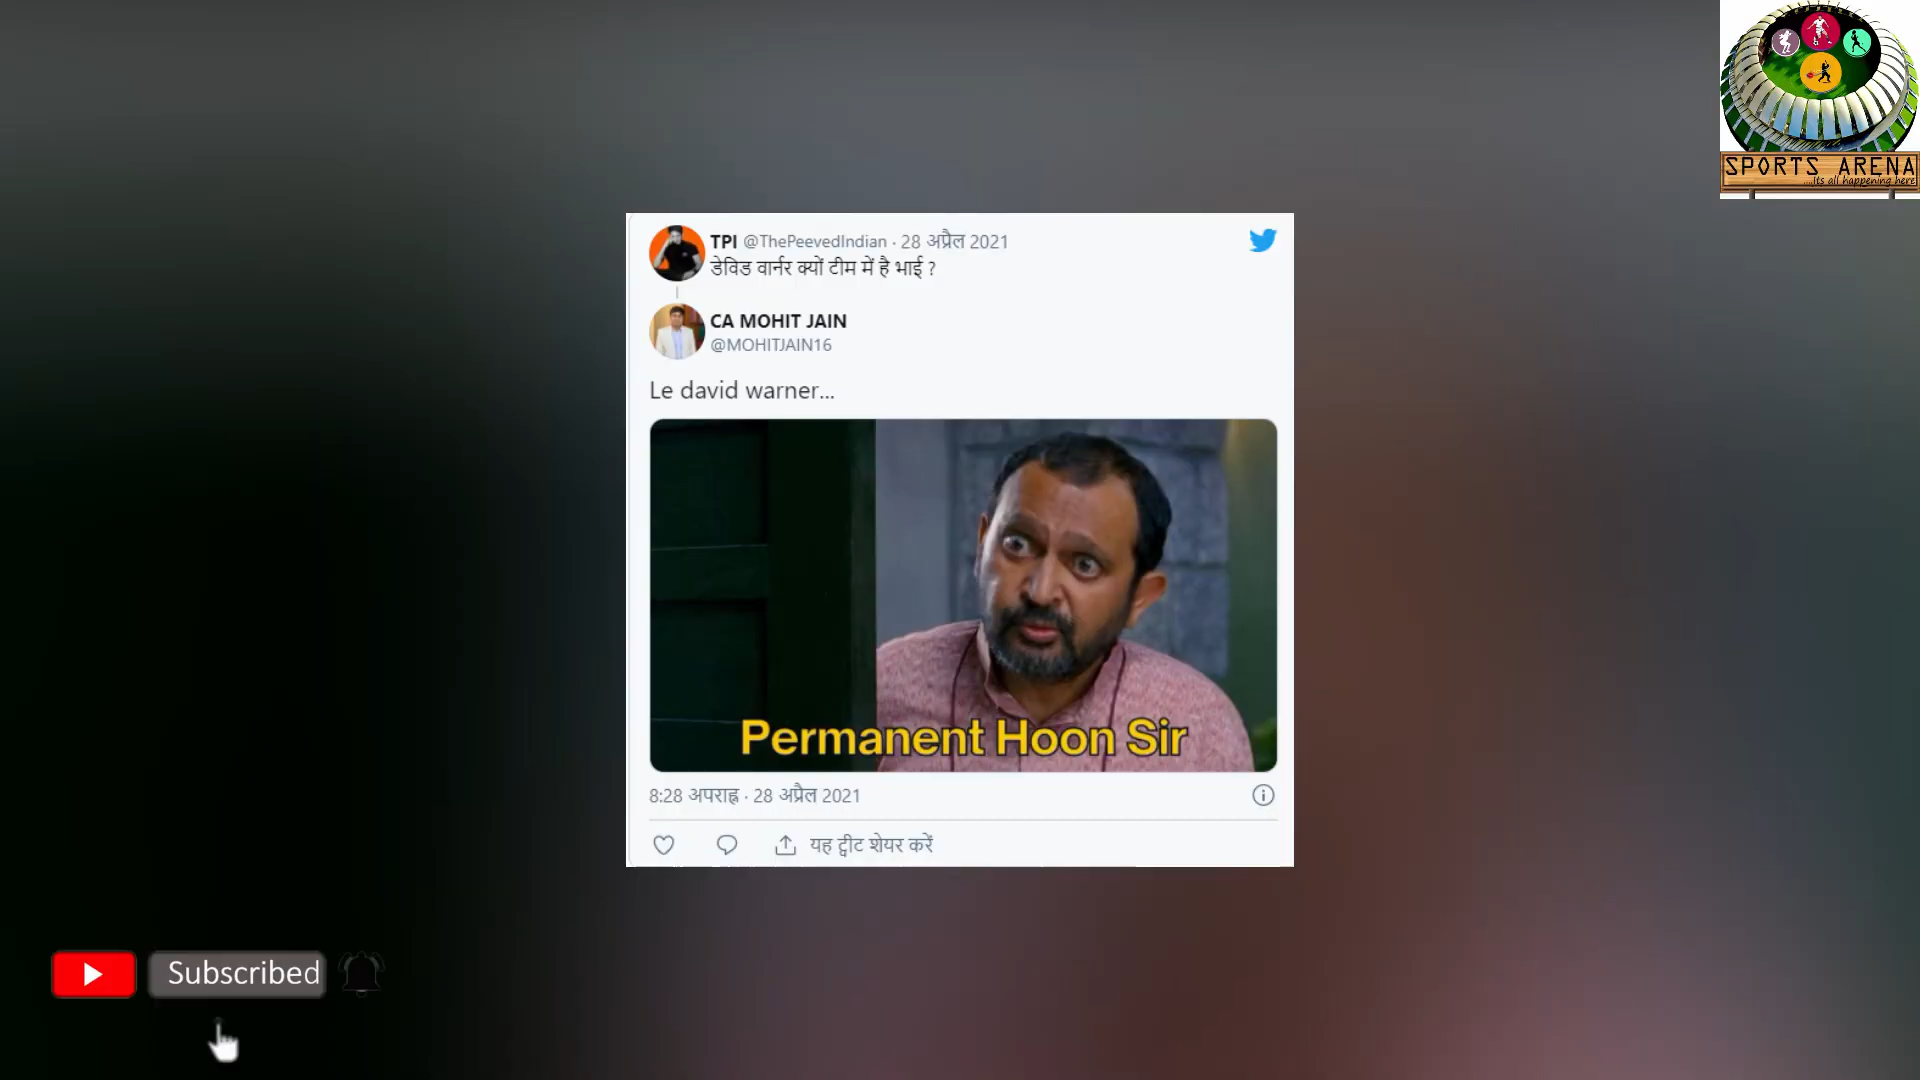 SPORTS ARENA
....Its all happening here
TPI @ThePeevedIndian · 28 अप्रैल 2021
डेविड वार्नर क्यों टीम में है भाई ?
CA MOHIT JAIN
@MOHITJAIN16
Le david warner...
Permanent Hoon Sir
8:28 अपराह्न · 28 अप्रैल 2021
यह ट्वीट शेयर करें
Subscribed